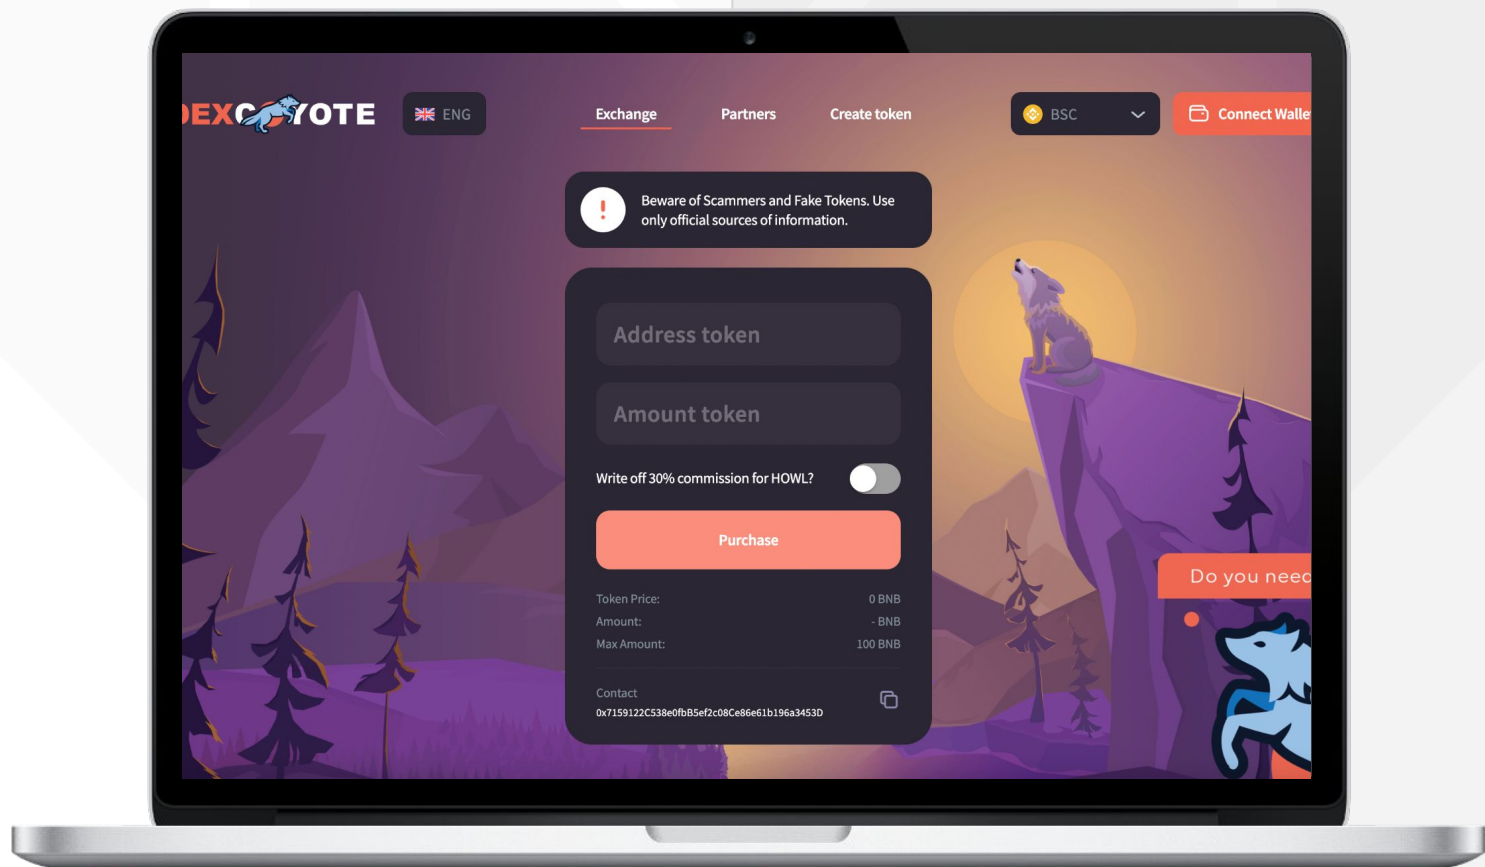 DEXCOYOTE
ENG
Exchange
Partners
Create token
BSC
Connect Walle
Beware of Scammers and Fake Tokens. Use
only official sources of information.
Address token
Amount token
Write off 30% commission for HOWL?
Purchase
Token Price: 0 BNB
Amount: - BNB
Max Amount: 100 BNB
Contact
0x7159122C538e0fbB5ef2c08Ce86e61b196a3453D
Do you need